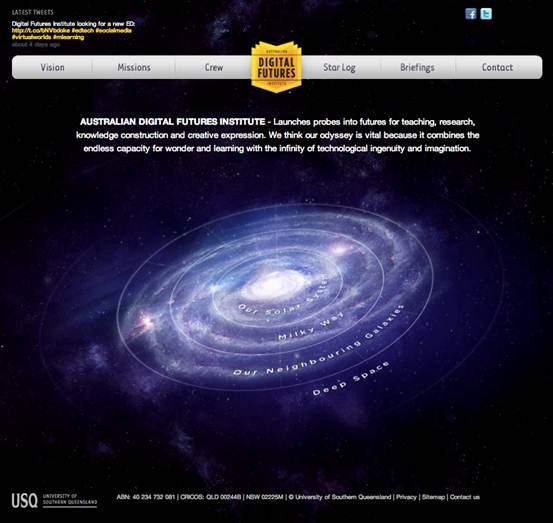 LATEST TWEETS
Digital Futures Institute looking for a new ED:
http://t.co/bNVbdoke #edtech #socialmedia
#virtualworlds #mlearning
about 4 days ago
Vision
Missions
Crew
AUSTRALIAN
DIGITAL
FUTURES
INSTITUTE
Star Log
Briefings
Contact
AUSTRALIAN DIGITAL FUTURES INSTITUTE - Launches probes into futures for teaching, research,
knowledge construction and creative expression. We think our odyssey is vital because it combines the
endless capacity for wonder and learning with the infinity of technological ingenuity and imagination.
Our Solar System
Milky Way
Our Neighbouring Galaxies
Deep Space
USQ UNIVERSITY OF
SOUTHERN QUEENSLAND
ABN: 40 234 732 081 | CRICOS: QLD 00244B | NSW 02225M | © University of Southern Queensland | Privacy | Sitemap | Contact us